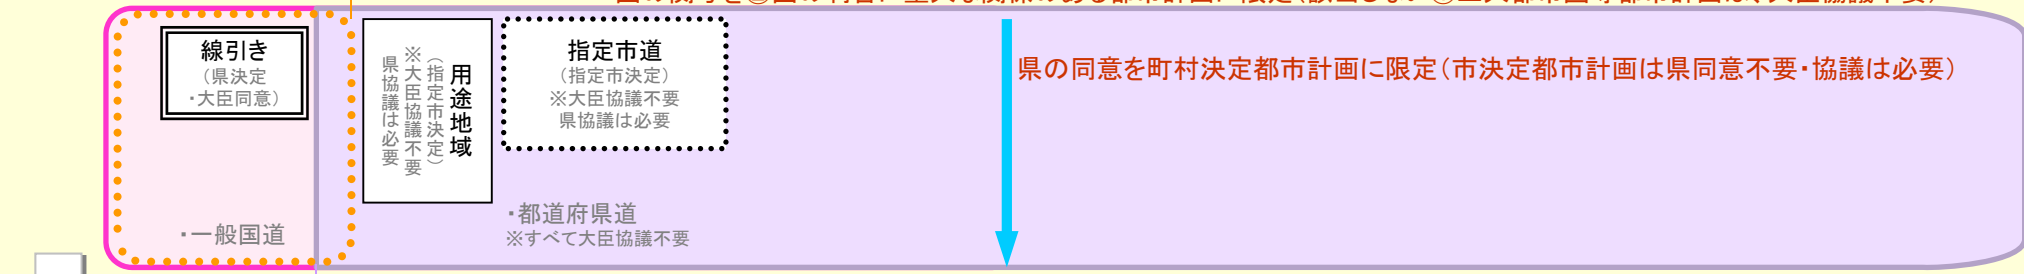 線引き
（県決定
・大臣同意）
・一般国道
用途地域
（指定市決定）
※大臣協議不要
県協議は必要
指定市道
（指定市決定）
※大臣協議不要
県協議は必要
・都道府県道
※すべて大臣協議不要
県の同意を町村決定都市計画に限定（市決定都市計画は県同意不要・協議は必要）